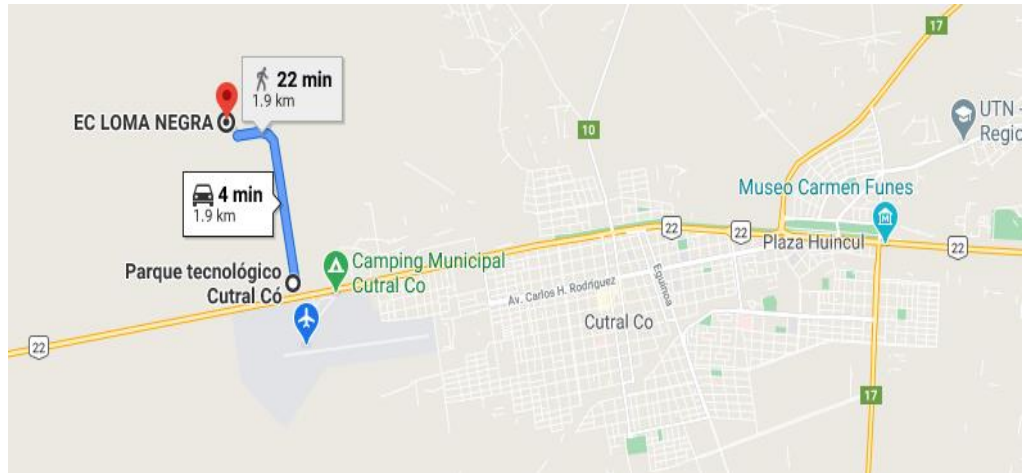 17
22 min
1.9 km
EC LOMA NEGRA
10
UTN -
Regio
4 min
1.9 km
Museo Carmen Funes
M
22
22
Plaza Huincul
22
Parque tecnológico
Cutral Có
Camping Municipal
Cutral Co
Av. Carlos H. Rodríguez
Eguinoa
Cutral Co
22
17